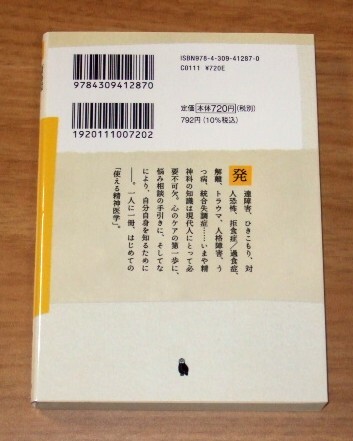 ISBN978-4-309-41287-0
C0111 ¥720E
9784309412870
定価 本体720円(税別)
792円(10%税込)
1920111007202
発達障害、ひきこもり、対
人恐怖、拒食症/過食症、
解離、トラウマ、人格障害、う
つ病、統合失調症……いまや精
神科の知識は現代人にとって必
要不可欠。心のケアの第一歩に、
悩み相談の手引きに、そしてな
により、自分自身を知るために
──。一人に一冊、はじめての
「使える精神医学」。